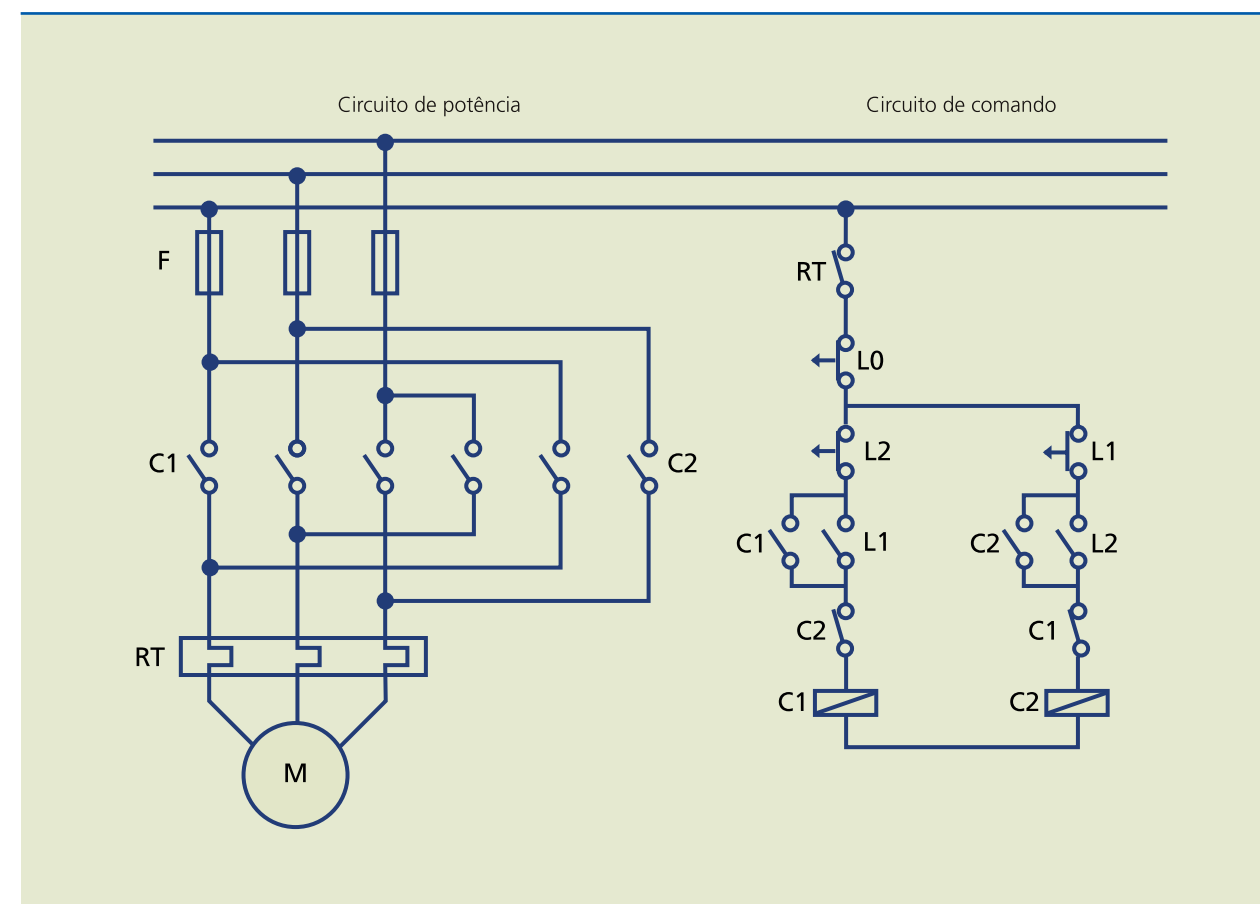 Circuito de potência
Circuito de comando
F
RT
L0
C1
C2
L2
L1
C1
L1
C2
L2
C2
C1
RT
C1
C2
M